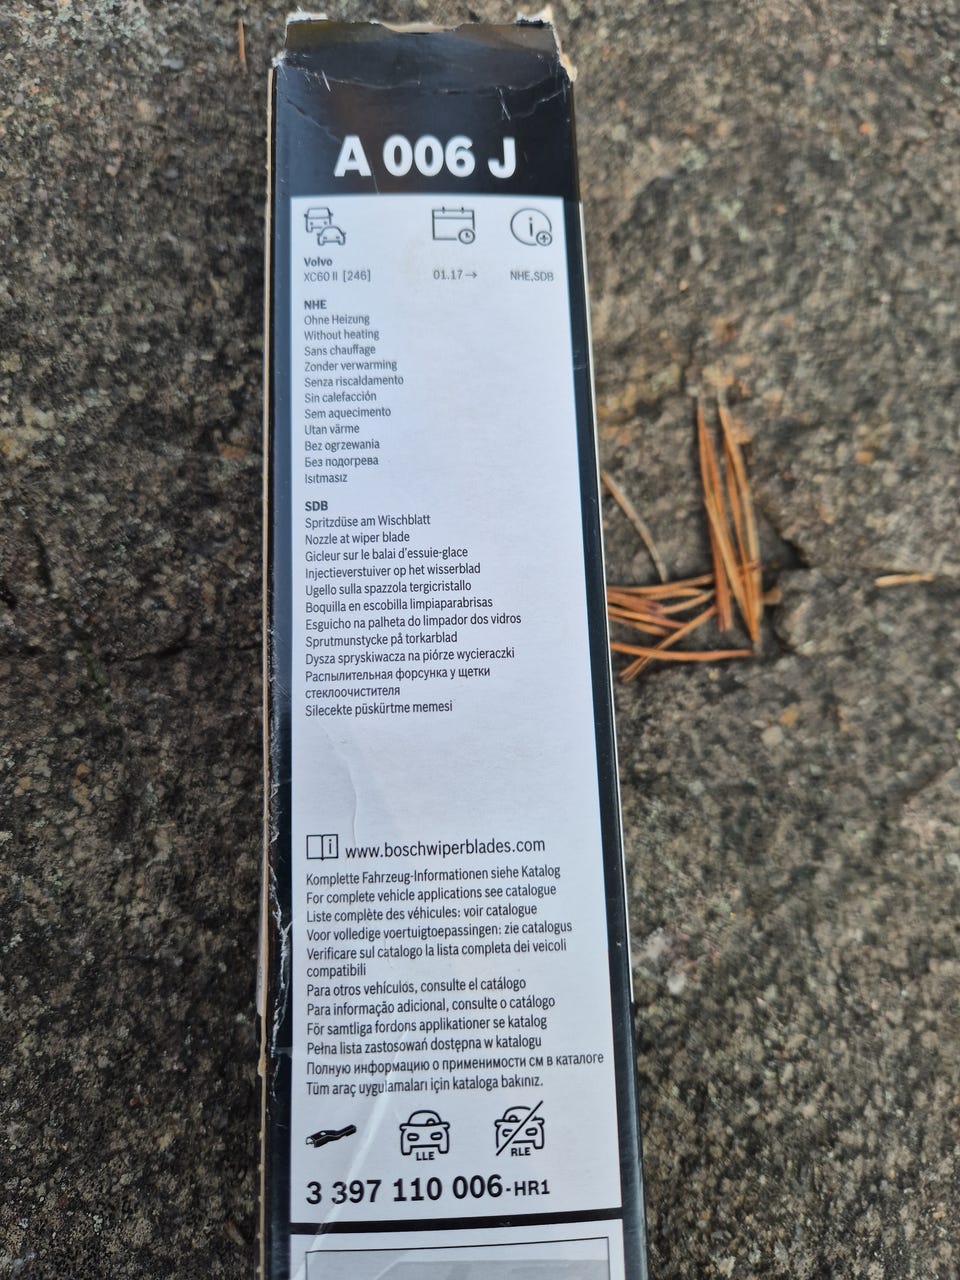 A 006 J
Volvo
XC60 II [246] 01.17→ NHE,SDB
NHE
Ohne Heizung
Without heating
Sans chauffage
Zonder verwarming
Senza riscaldamento
Sin calefacción
Sem aquecimento
Utan värme
Bez ogrzewania
Без подогрева
Isıtmasız
SDB
Spritzdüse am Wischblatt
Nozzle at wiper blade
Gicleur sur le balai d'essuie-glace
Injectieverstuiver op het wisserblad
Ugello sulla spazzola tergicristallo
Boquilla en escobilla limpiaparabrisas
Esguicho na palheta do limpador dos vidros
Sprutmunstycke på torkarblad
Dysza spryskiwacza na piórze wycieraczki
Распылительная форсунка у щетки
стеклоочистителя
Silecekte püskürtme memesi
www.boschwiperblades.com
Komplette Fahrzeug-Informationen siehe Katalog
For complete vehicle applications see catalogue
Liste complète des véhicules: voir catalogue
Voor volledige voertuigtoepassingen: zie catalogus
Verificare sul catalogo la lista completa dei veicoli
compatibili
Para otros vehículos, consulte el catálogo
Para informação adicional, consulte o catálogo
För samtliga fordons applikationer se katalog
Pełna lista zastosowań dostępna w katalogu
Полную информацию о применимости см в каталоге
Tüm araç uygulamaları için kataloga bakınız.
LLE RLE
3 397 110 006-HR1